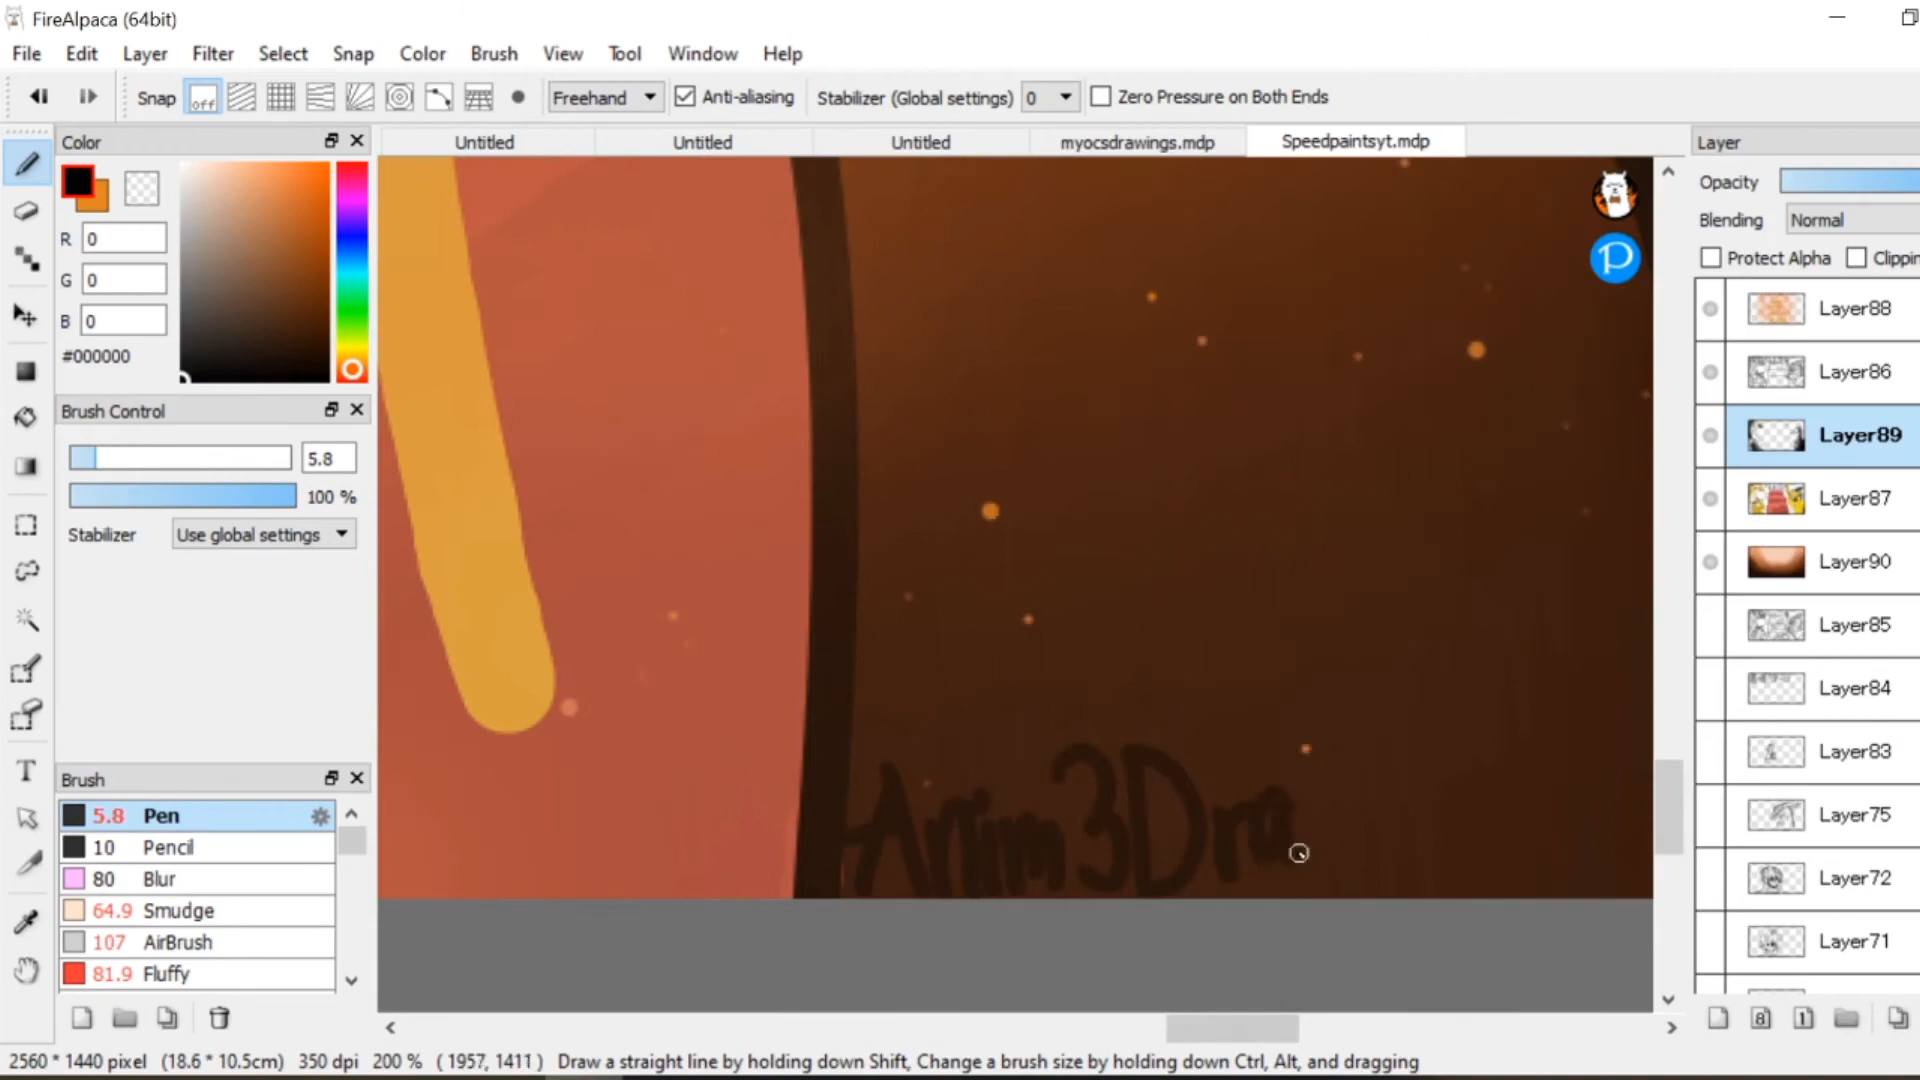 FireAlpaca (64bit)
File Edit Layer Filter Select Snap Color Brush View Tool Window Help
Snap off Freehand Anti-aliasing Stabilizer (Global settings) 0 Zero Pressure on Both Ends
Color
Untitled Untitled Untitled myocsdrawings.mdp Speedpaintsyt.mdp
Layer
R 0
G 0
B 0
#000000
Opacity
Blending Normal
Protect Alpha Clippin
P
Brush Control
5.8
100 %
Stabilizer Use global settings
Layer88
Layer86
Layer89
Layer87
Layer90
Layer85
Layer84
Layer83
Layer75
Layer72
Layer71
Anim3Dra
Brush
5.8 Pen
10 Pencil
80 Blur
64.9 Smudge
107 AirBrush
81.9 Fluffy
T
8 1
2560 * 1440 pixel (18.6 * 10.5cm) 350 dpi 200 % ( 1957, 1411 ) Draw a straight line by holding down Shift, Change a brush size by holding down Ctrl, Alt, and dragging